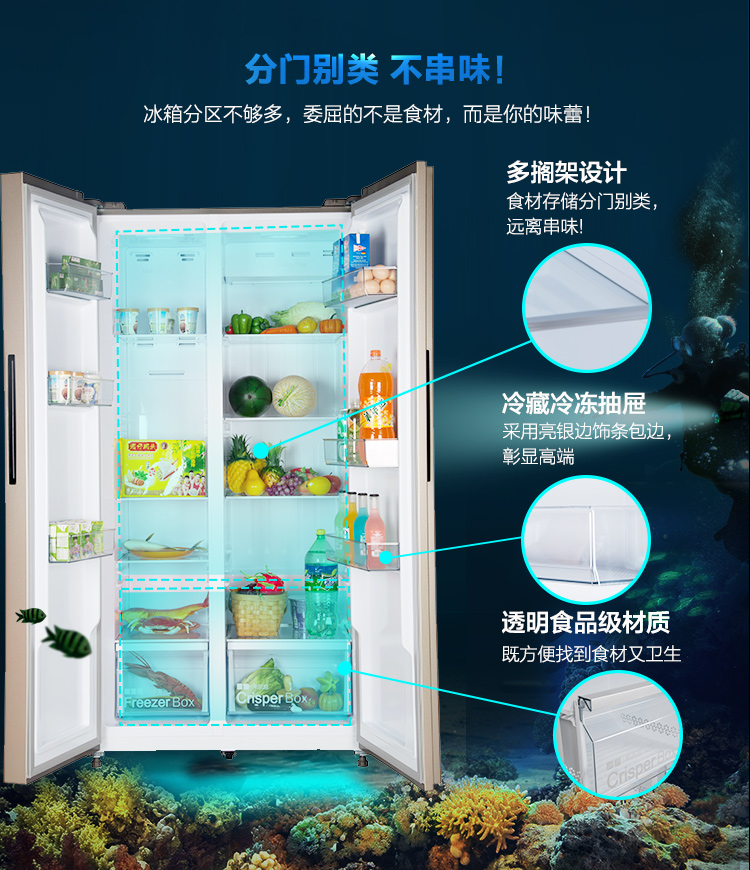 分门别类 不串味!
冰箱分区不够多，委屈的不是食材，而是你的味蕾!
多搁架设计
食材存储分门别类，
远离串味!
冷藏冷冻抽屉
采用亮银边饰条包边，
彰显高端
透明食品级材质
既方便找到食材又卫生
Freezer Box
Crisper Box
Crisper Box